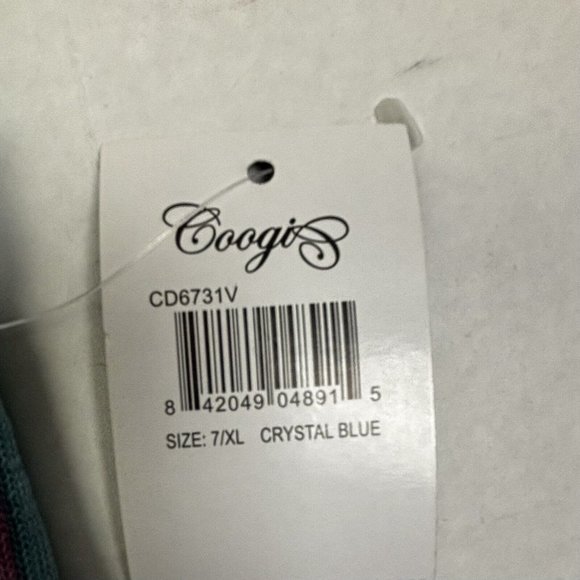 Coogi
CD6731V
8 42049 04891 5
SIZE: 7/XL CRYSTAL BLUE